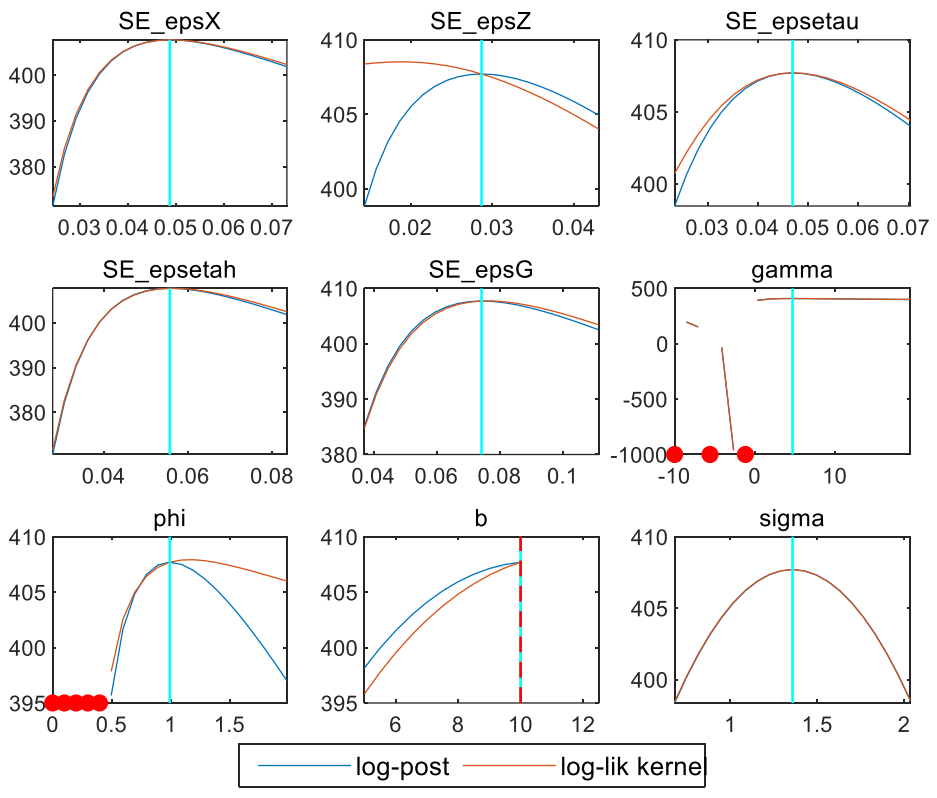 SE_epsX
SE_epsZ
SE_epsetau
400
390
380
0.03 0.04 0.05 0.06 0.07
410
405
400
0.02 0.03 0.04
410
405
400
0.03 0.04 0.05 0.06 0.07
SE_epsetah
SE_epsG
gamma
400
390
380
0.04 0.06 0.08
410
400
390
380
0.04 0.06 0.08 0.1
500
0
-500
-1000
-10 0 10
phi
b
sigma
410
405
400
395
0 0.5 1 1.5
410
405
400
395
6 8 10 12
410
405
400
1 1.5 2
log-post log-lik kernel